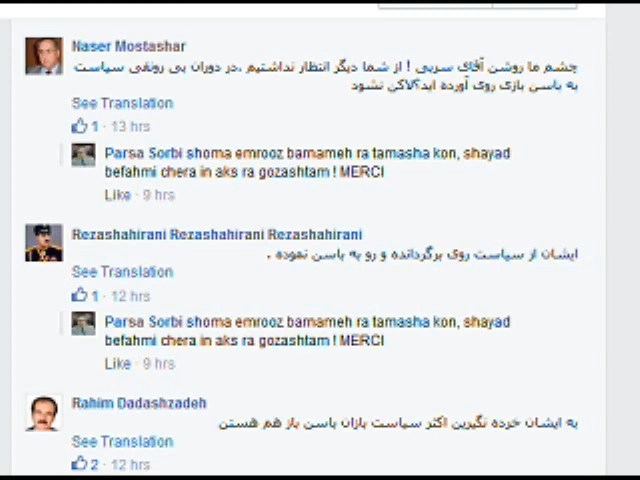 Naser Mostashar
چشم ما روشن آقای سربی ! از شما دیگر انتظار نداشتیم ،در دوران بی رونقی سیاست
به باسن بازی روی آورده اید؟لاکن نشود
See Translation
1 · 13 hrs
Parsa Sorbi shoma emrooz barnameh ra tamasha kon, shayad
befahmi chera in aks ra gozashtam ! MERCI
Like · 9 hrs
Rezashahirani Rezashahirani Rezashahirani
ایشان از سیاست روی برگردانده و رو به باسن نموده .
See Translation
1 · 12 hrs
Parsa Sorbi shoma emrooz barnameh ra tamasha kon, shayad
befahmi chera in aks ra gozashtam ! MERCI
Like · 9 hrs
Rahim Dadashzadeh
به ایشان خرده نگیرین اکثر سیاست بازان باسن باز هم هستن
See Translation
2 · 12 hrs